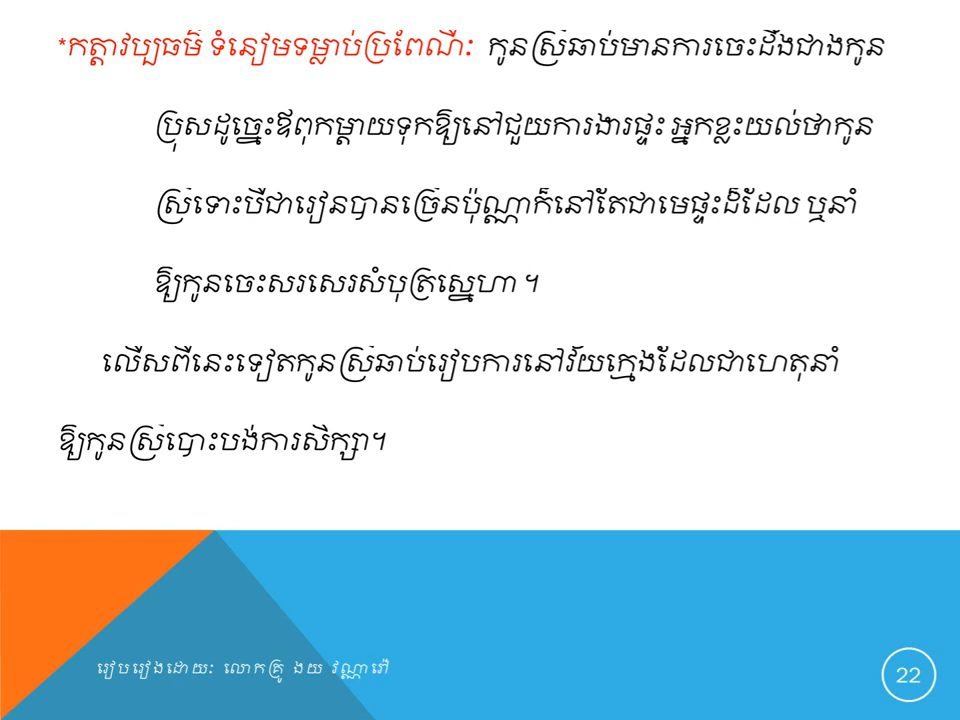 *កត្តាវប្បធម៌ ទំនៀមទម្លាប់ប្រពៃណីៈ កូនស្រីឆាប់មានការចេះដឹងជាងកូន
ប្រុសដូច្នេះឪពុកម្តាយទុកឱ្យនៅជួយការងារផ្ទះ អ្នកខ្លះយល់ថាកូន
ស្រីទោះបីជារៀនបានច្រើនប៉ុណ្ណាក៏នៅតែជាមេផ្ទះដ៏ដែល ឬនាំ
ឱ្យកូនចេះសរសេរសំបុត្រស្នេហា ។
លើសពីនេះទៀតកូនស្រីឆាប់រៀបការនៅវ័យក្មេងដែលជាហេតុនាំ
ឱ្យកូនស្រីបោះបង់ការសិក្សា។
រៀបរៀងដោយៈ លោកគ្រូ ងយ វណ្ណារ៉ៅ
22